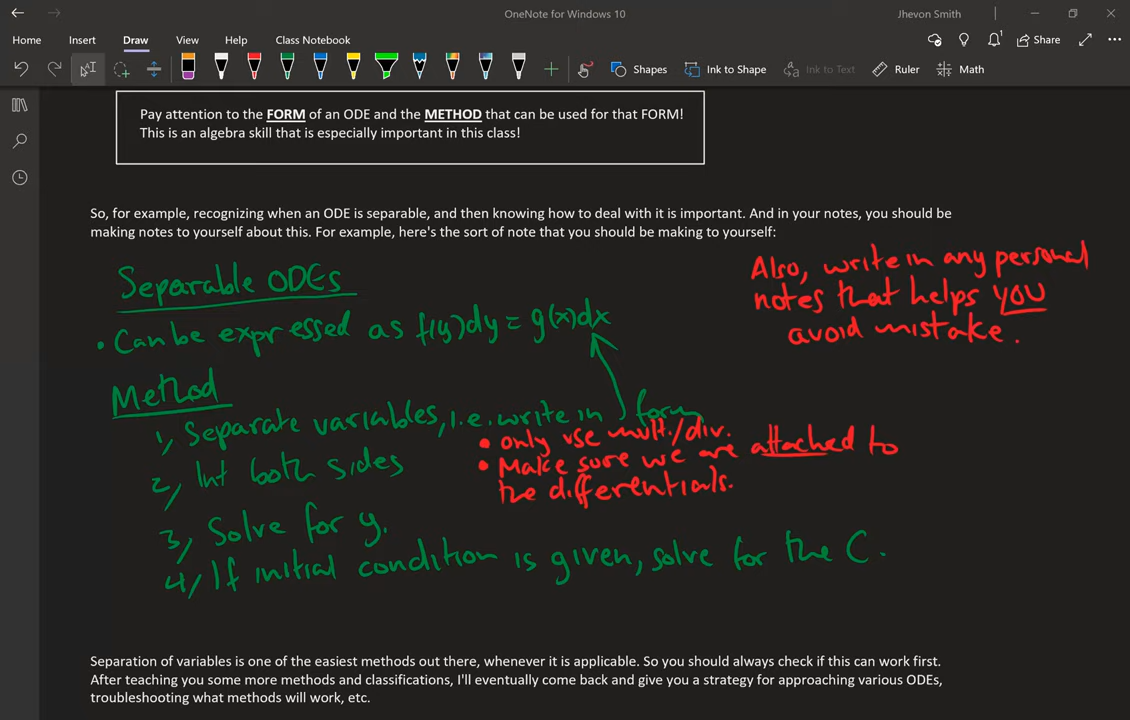 OneNote for Windows 10
Jhevon Smith
Home Insert Draw View Help Class Notebook
Share
Shapes Ink to Shape Ink to Text Ruler Math
Pay attention to the FORM of an ODE and the METHOD that can be used for that FORM!
This is an algebra skill that is especially important in this class!
So, for example, recognizing when an ODE is separable, and then knowing how to deal with it is important. And in your notes, you should be
making notes to yourself about this. For example, here's the sort of note that you should be making to yourself:
Separable ODEs
• Can be expressed as f(y)dy = g(x)dx
Also, write in any personal
notes that helps YOU
avoid mistake.
Method
1, Separate variables, i.e. write in form
• only use mult./div.
• Make sure we are attached to
the differentials.
2, Int both sides
3, Solve for y.
4, If initial condition is given, solve for the C.
Separation of variables is one of the easiest methods out there, whenever it is applicable. So you should always check if this can work first.
After teaching you some more methods and classifications, I'll eventually come back and give you a strategy for approaching various ODEs,
troubleshooting what methods will work, etc.